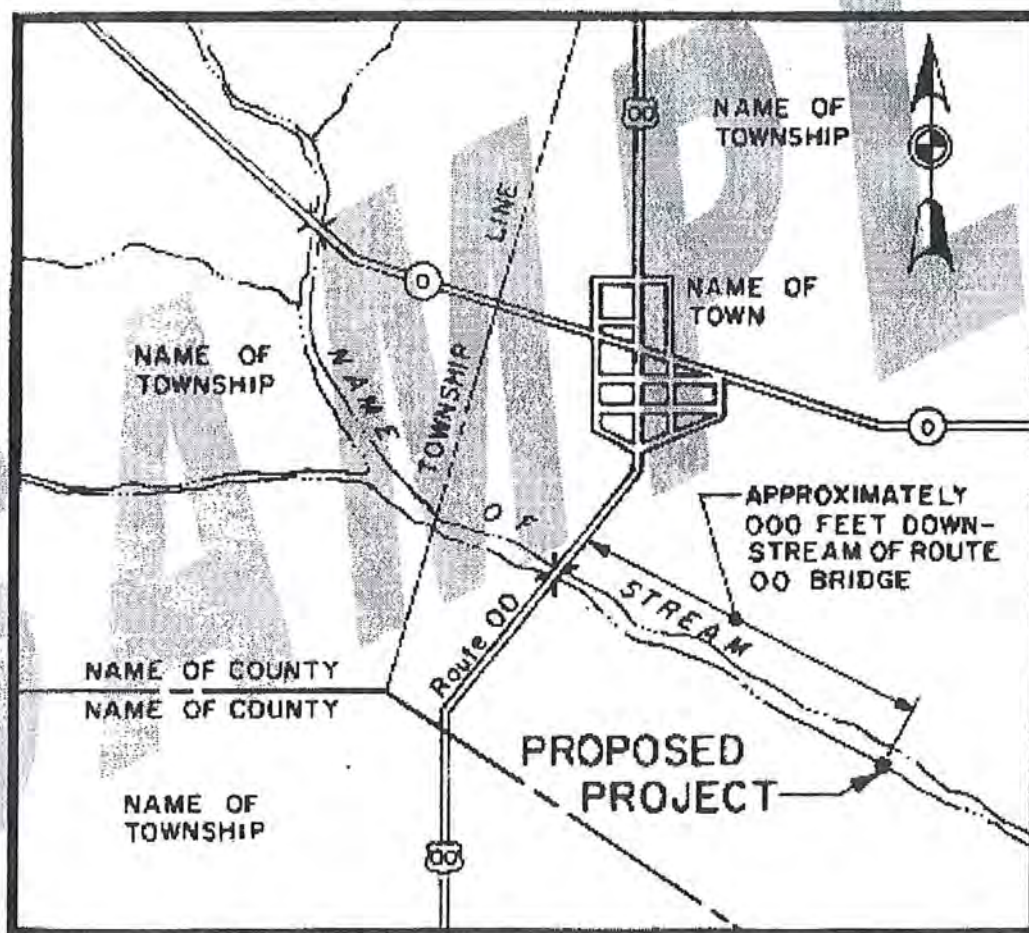 SAMPLE
00
NAME OF
TOWNSHIP
LINE
0
NAME OF
TOWN
NAME OF
TOWNSHIP
NAME
TOWNSHIP
0
OF
APPROXIMATELY
000 FEET DOWN-
STREAM OF ROUTE
00 BRIDGE
STREAM
Route 00
NAME OF COUNTY
NAME OF COUNTY
PROPOSED
PROJECT
NAME OF
TOWNSHIP
00